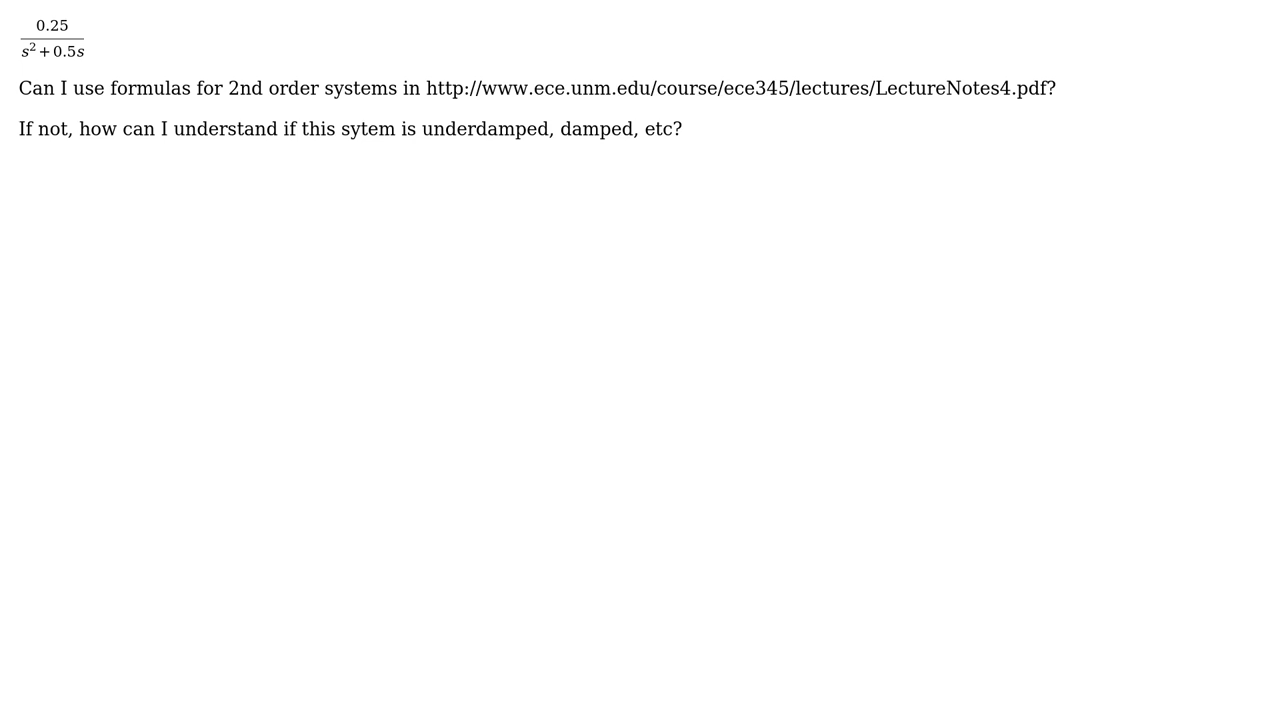 0.25
s² + 0.5s
Can I use formulas for 2nd order systems in http://www.ece.unm.edu/course/ece345/lectures/LectureNotes4.pdf?
If not, how can I understand if this sytem is underdamped, damped, etc?